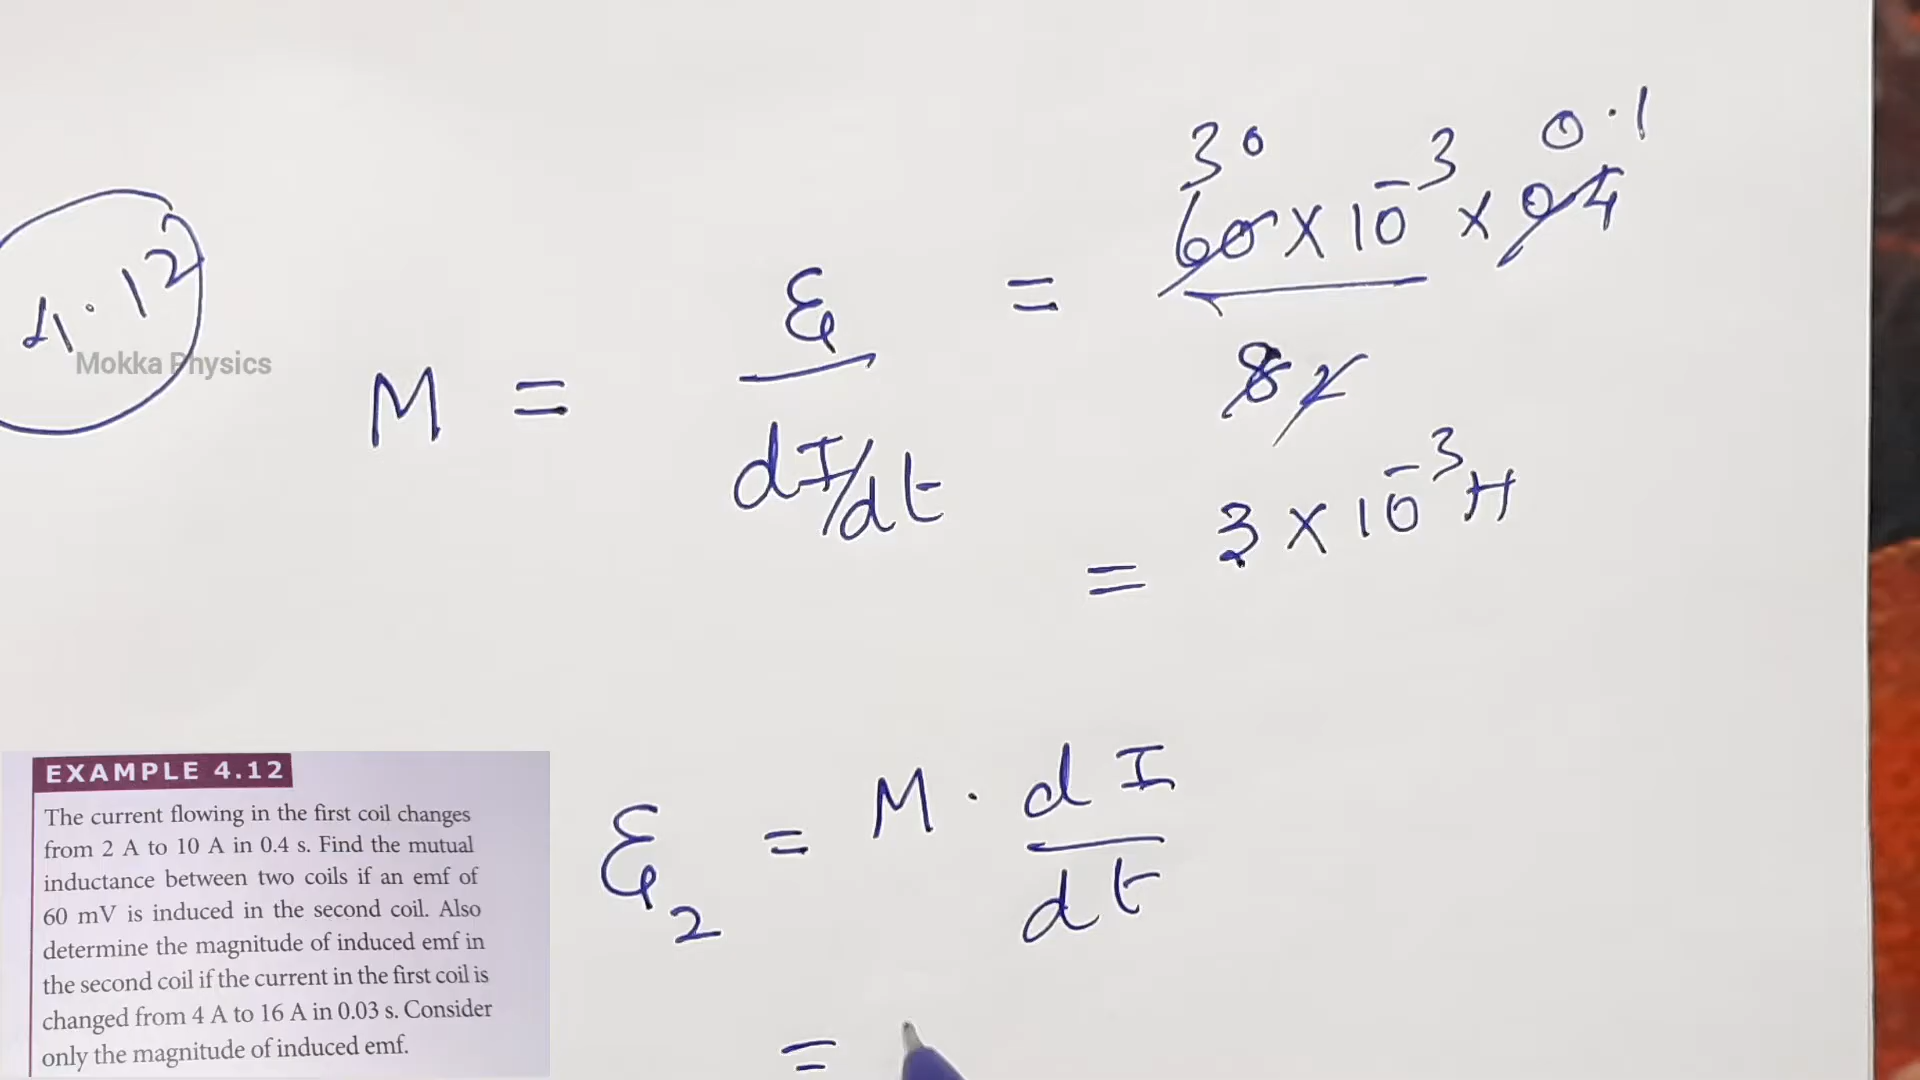 4.12
Mokka Physics
M = ε / dI/dt = 60 30 × 10⁻³ × 0.4 0.1 / 8 2
= 3 × 10⁻³ H
ε₂ = M . dI / dt
=
EXAMPLE 4.12
The current flowing in the first coil changes
from 2 A to 10 A in 0.4 s. Find the mutual
inductance between two coils if an emf of
60 mV is induced in the second coil. Also
determine the magnitude of induced emf in
the second coil if the current in the first coil is
changed from 4 A to 16 A in 0.03 s. Consider
only the magnitude of induced emf.